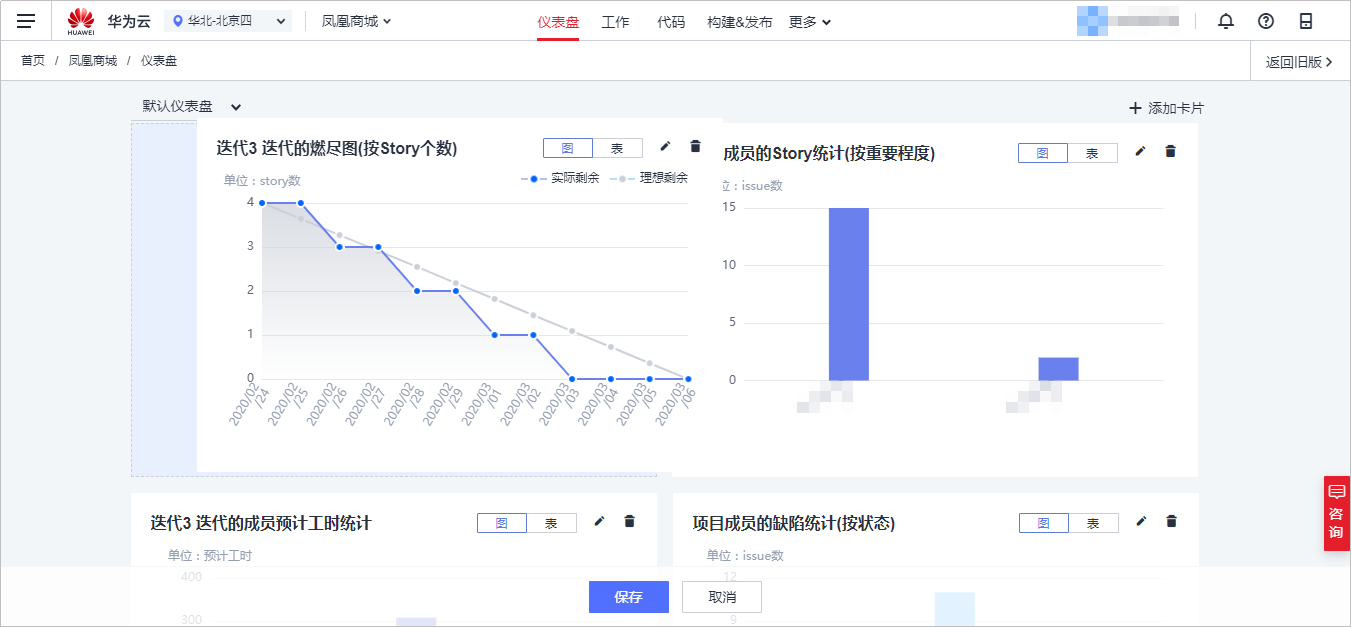 HUAWEI 华为云 华北-北京四 凤凰商城 仪表盘 工作 代码 构建&发布 更多
首页 / 凤凰商城 / 仪表盘 返回旧版
默认仪表盘 添加卡片
迭代3 迭代的燃尽图(按Story个数) 图 表
单位：story数 实际剩余 理想剩余
4
3
2
1
0
2020/02/24 2020/02/25 2020/02/26 2020/02/27 2020/02/28 2020/02/29 2020/03/01 2020/03/02 2020/03/03 2020/03/04 2020/03/05 2020/03/06
成员的Story统计(按重要程度) 图 表
位：issue数
15
10
5
0
迭代3 迭代的成员预计工时统计 图 表
单位：预计工时
400
300
项目成员的缺陷统计(按状态) 图 表
单位：issue数
12
9
咨询
保存 取消